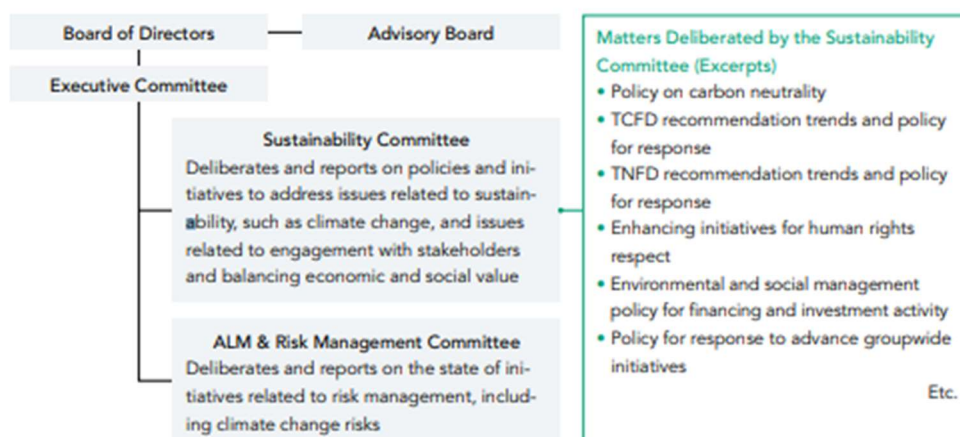 Board of Directors
Advisory Board
Executive Committee
Sustainability Committee
Deliberates and reports on policies and ini-
tiatives to address issues related to sustain-
ability, such as climate change, and issues
related to engagement with stakeholders
and balancing economic and social value
ALM & Risk Management Committee
Deliberates and reports on the state of ini-
tiatives related to risk management, includ-
ing climate change risks
Matters Deliberated by the Sustainability
Committee (Excerpts)
• Policy on carbon neutrality
• TCFD recommendation trends and policy
for response
• TNFD recommendation trends and policy
for response
• Enhancing initiatives for human rights
respect
• Environmental and social management
policy for financing and investment activity
• Policy for response to advance groupwide
initiatives
Etc.